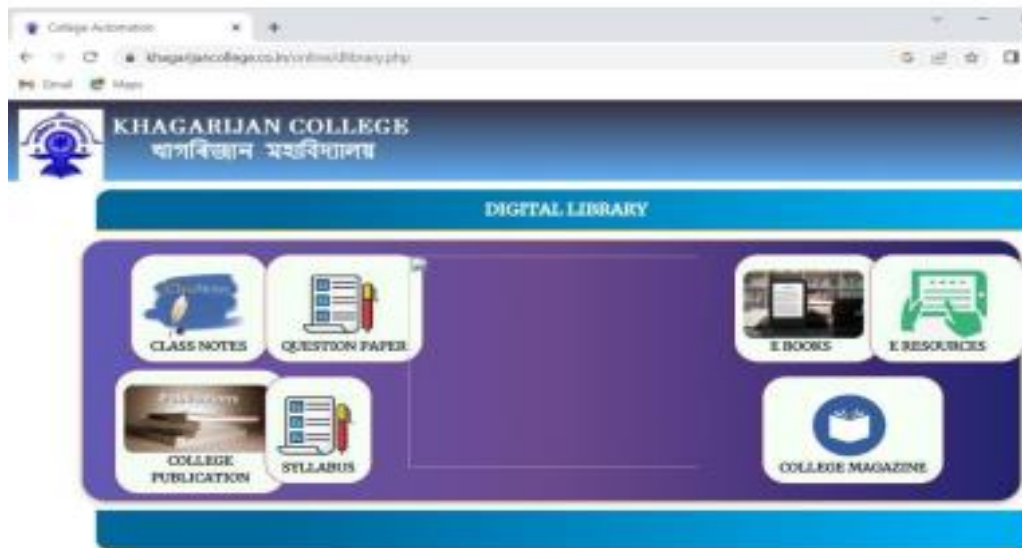 College Automation
khagarijancollege.co.in/online/dlibrary.php
Gmail Maps
KHAGARIJAN COLLEGE
খাগৰিজান মহাবিদ্যালয়
DIGITAL LIBRARY
CLASS NOTES
QUESTION PAPER
E BOOKS
E RESOURCES
COLLEGE
PUBLICATION
SYLLABUS
COLLEGE MAGAZINE